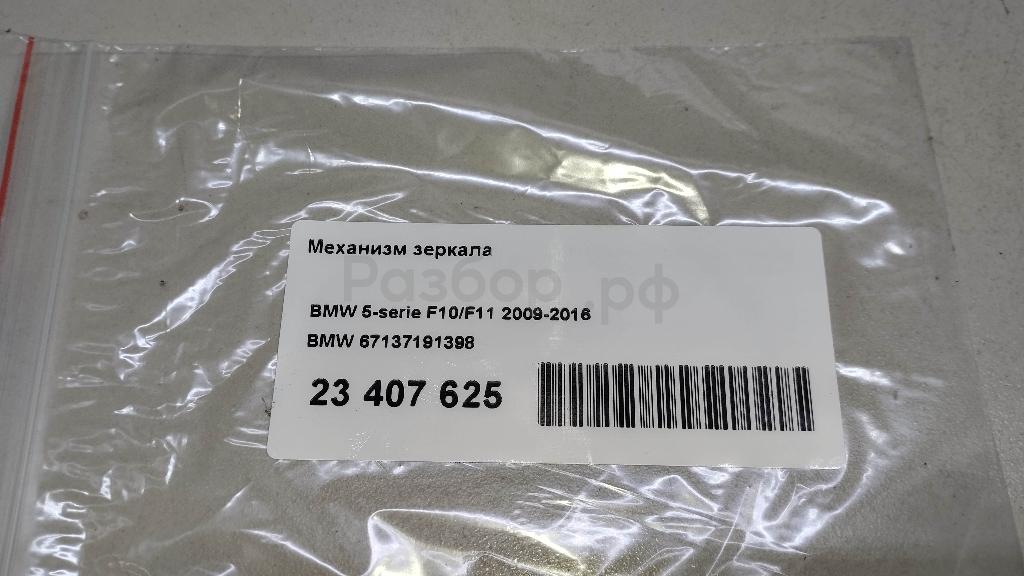 Механизм зеркала
Разбор.рф
BMW 5-serie F10/F11 2009-2016
BMW 67137191398
23 407 625